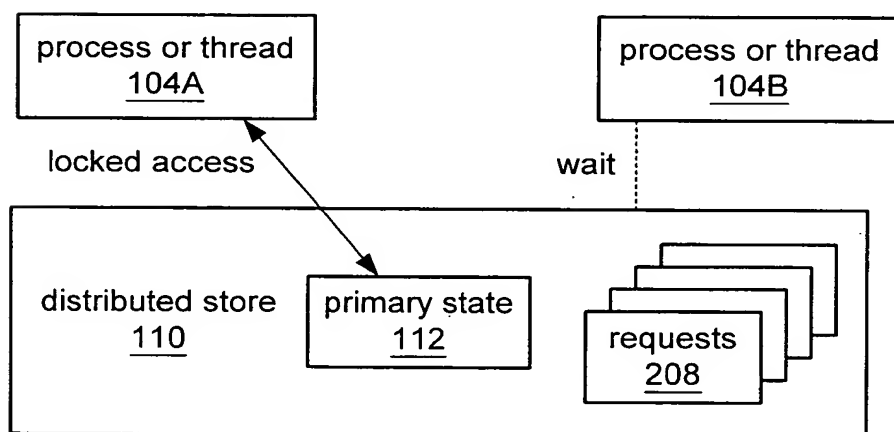 process or thread
104A
process or thread
104B
locked access
wait
distributed store
110
primary state
112
requests
208